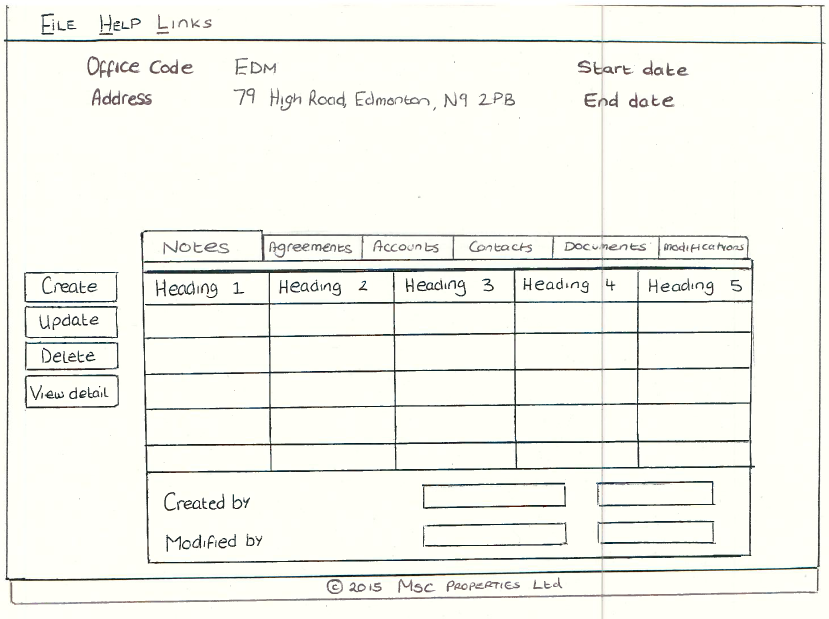 File Help Links
Office Code EDM Start date
Address 79 High Road, Edmonton, N9 2PB End date
Notes Agreements Accounts Contacts Documents Modifications
Create
Update
Delete
View detail
Heading 1 Heading 2 Heading 3 Heading 4 Heading 5
Created by
Modified by
© 2015 MSC PROPERTIES Ltd